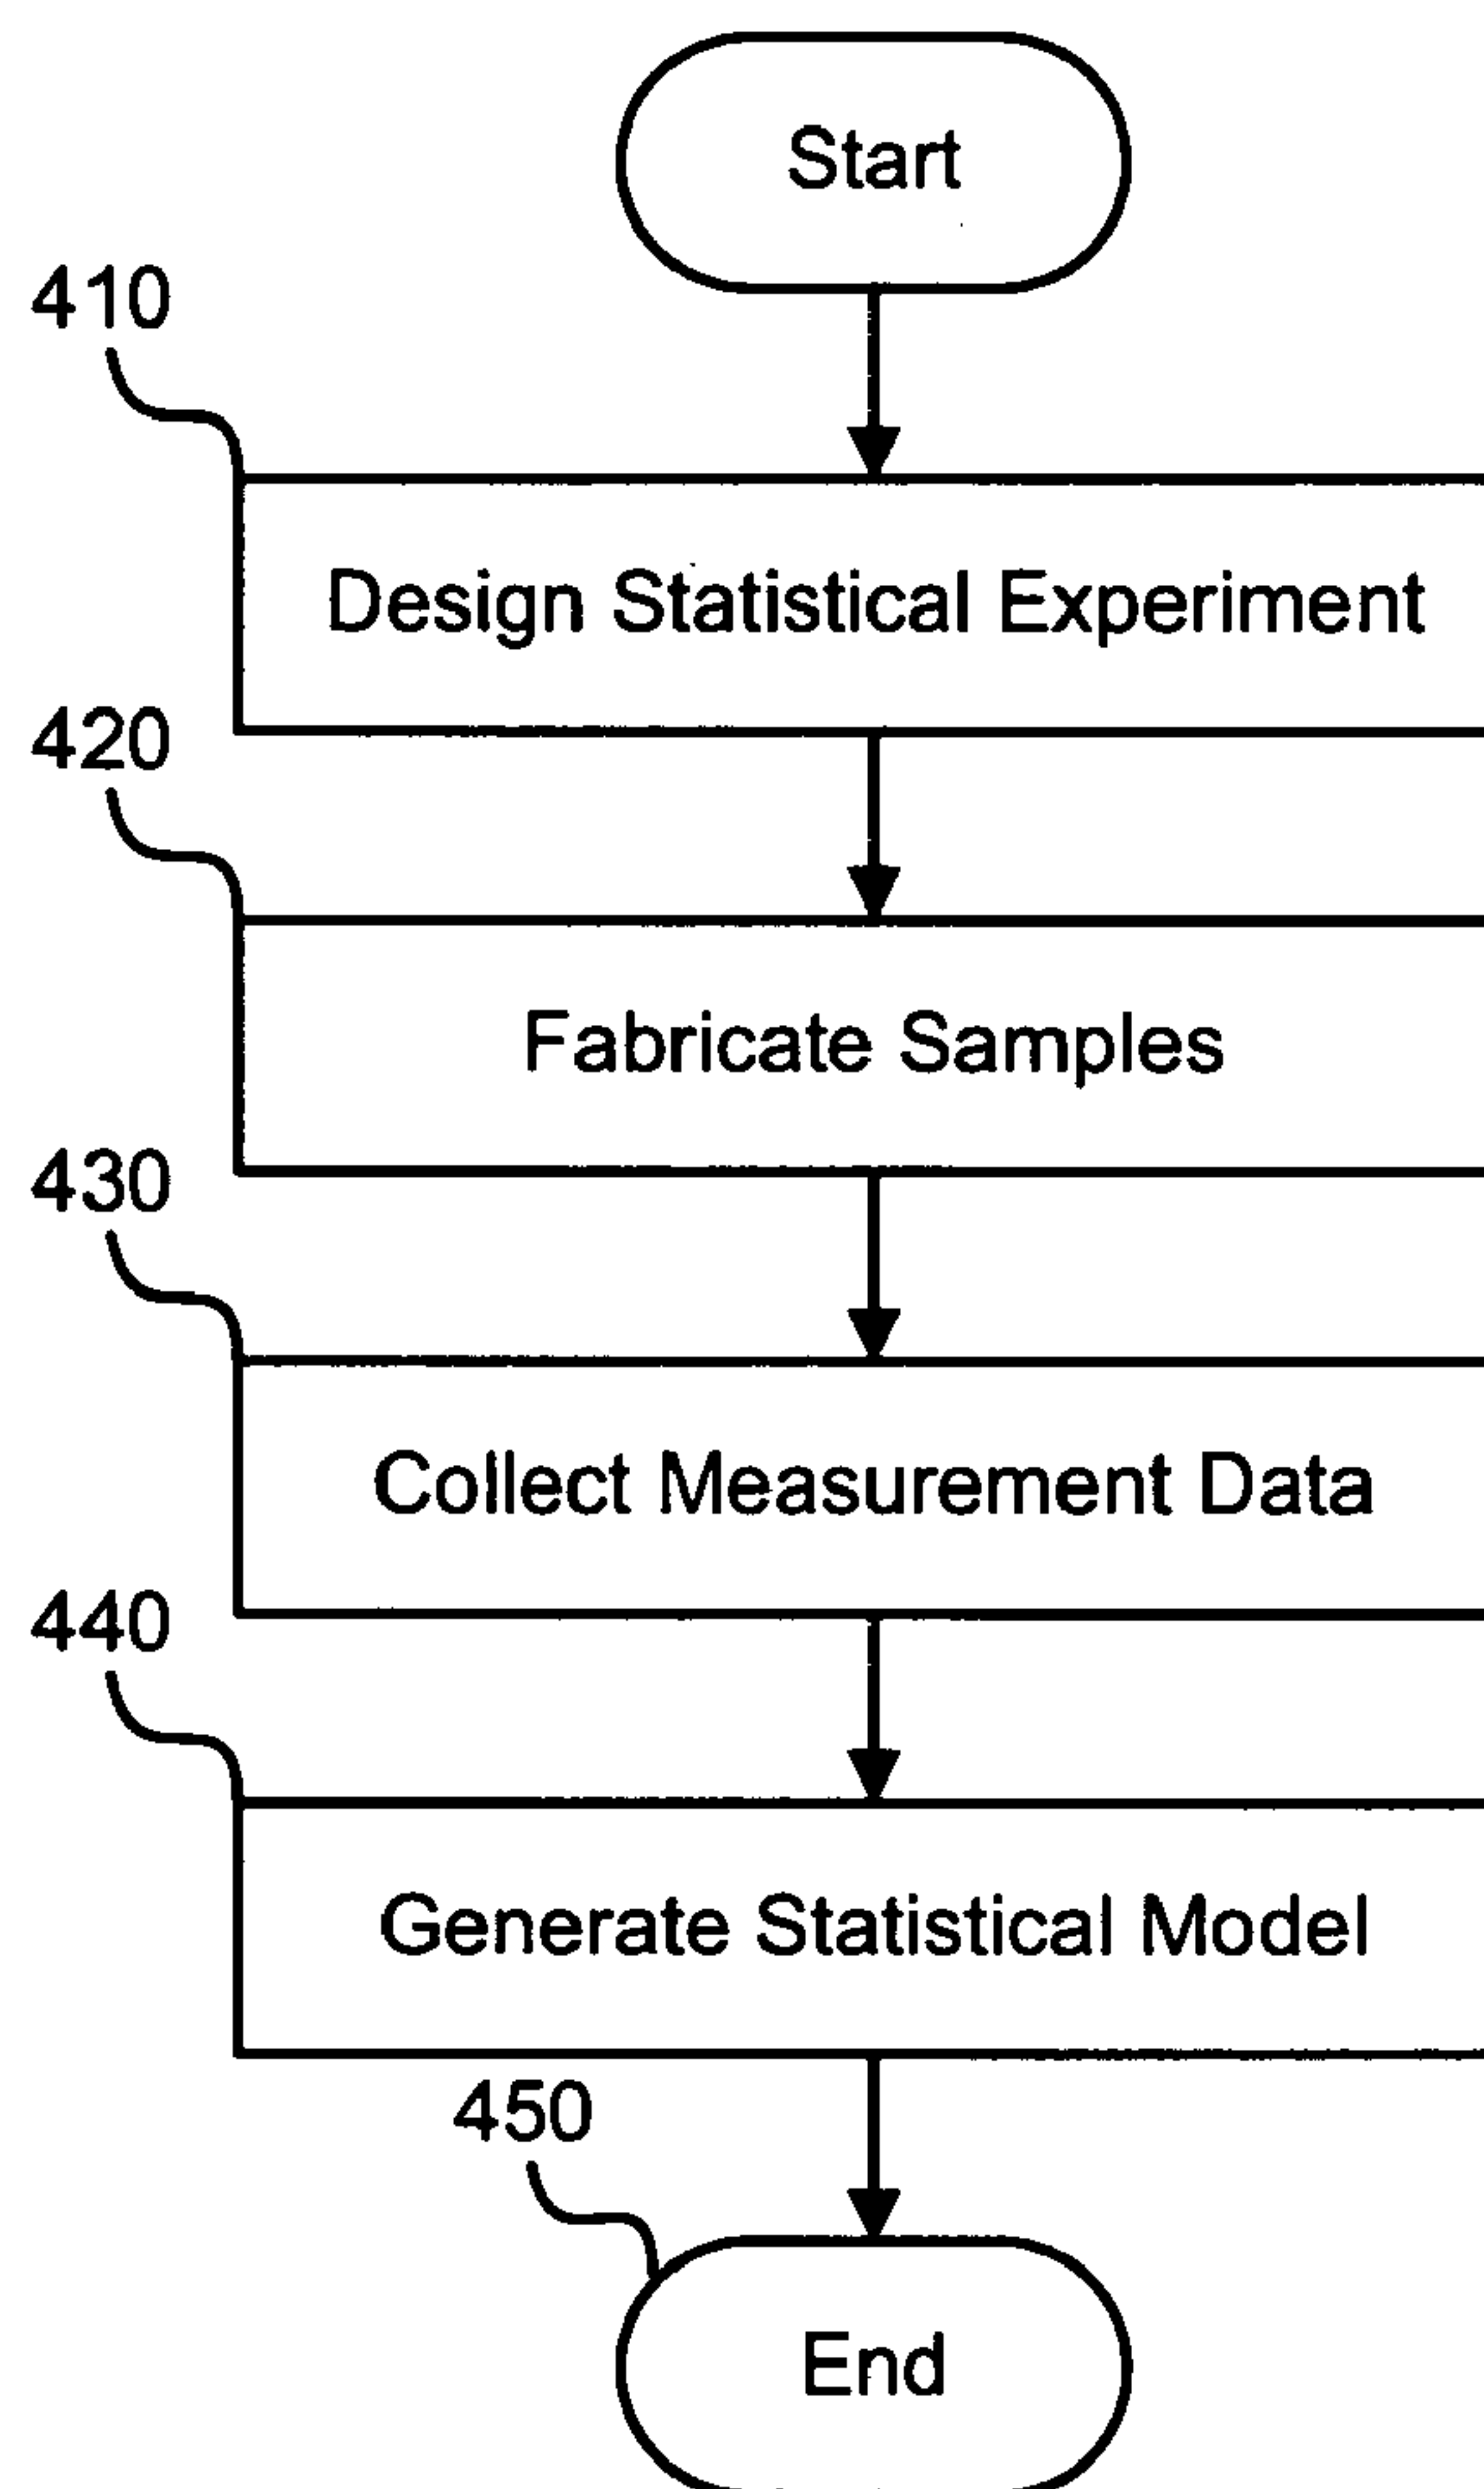 Start
410
Design Statistical Experiment
420
Fabricate Samples
430
Collect Measurement Data
440
Generate Statistical Model
450
End